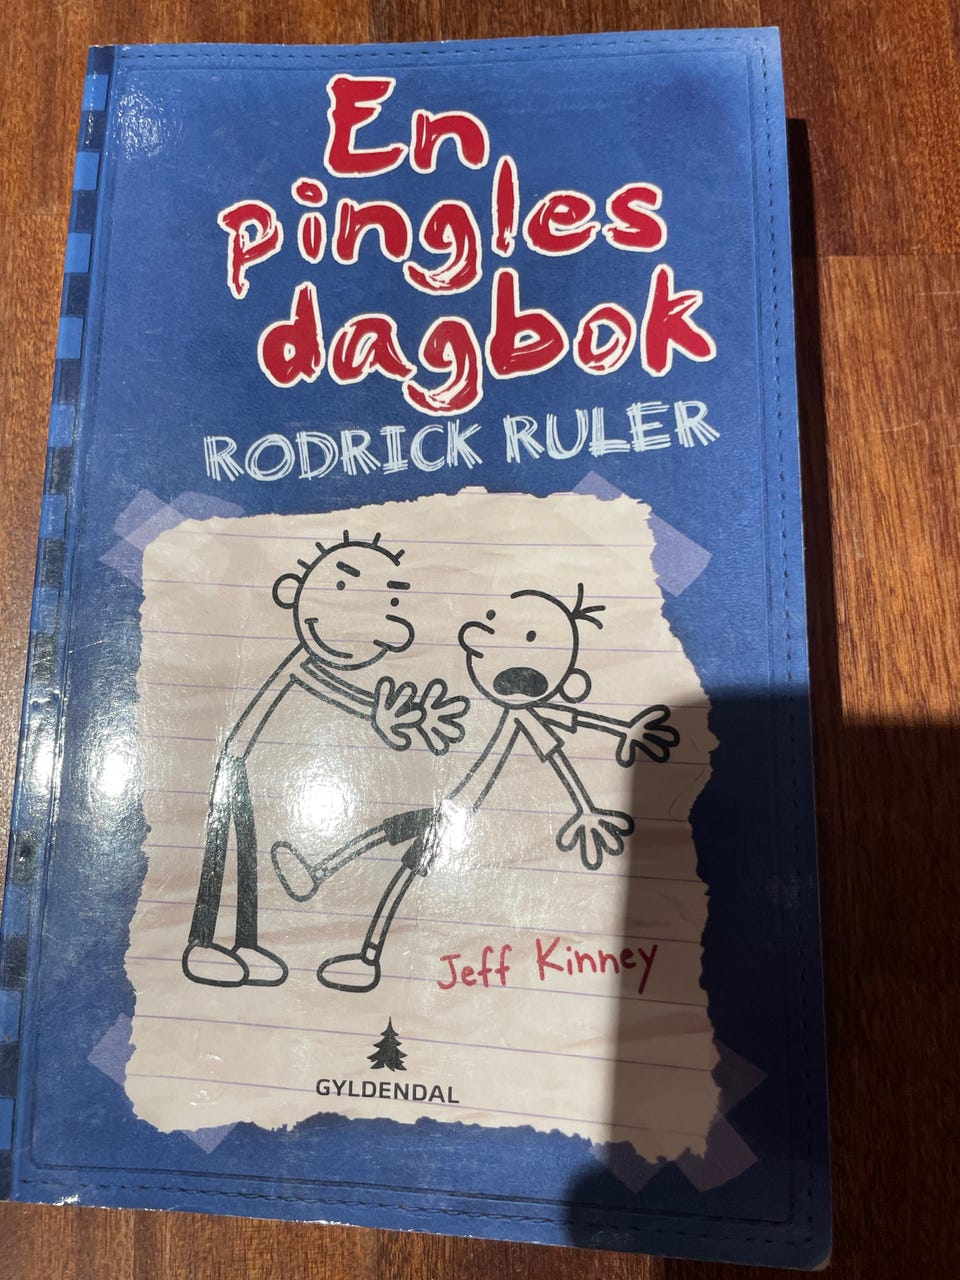 En
pingles
dagbok
RODRICK RULER
Jeff Kinney
GYLDENDAL